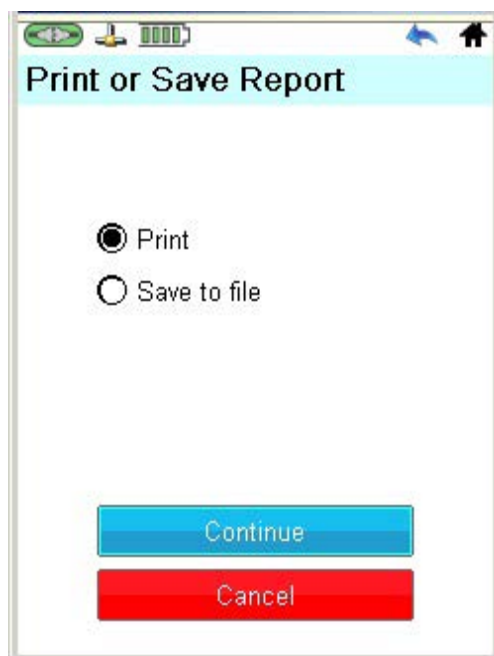 Print or Save Report
Print
Save to file
Continue
Cancel